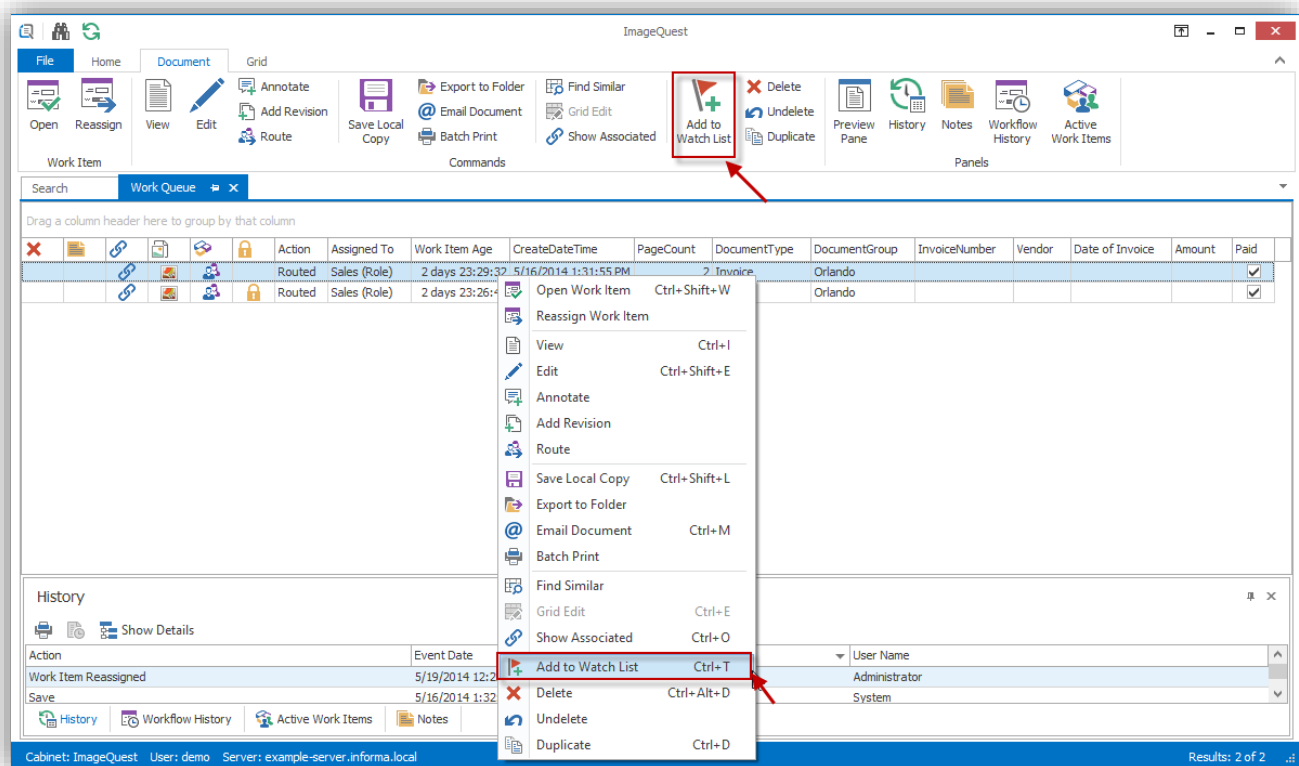 ImageQuest
File Home Document Grid
Open
Reassign
View
Edit
Annotate
Add Revision
Route
Save Local
Copy
Export to Folder
Email Document
Batch Print
Find Similar
Grid Edit
Show Associated
Add to
Watch List
Delete
Undelete
Duplicate
Preview
Pane
History
Notes
Workflow
History
Active
Work Items
Work Item Commands Panels
Search Work Queue
Drag a column header here to group by that column
Action Assigned To Work Item Age CreateDateTime PageCount DocumentType DocumentGroup InvoiceNumber Vendor Date of Invoice Amount Paid
Routed Sales (Role) 2 days 23:29:32 5/16/2014 1:31:55 PM 2 Invoice Orlando
Routed Sales (Role) 2 days 23:26:4 Orlando
Open Work Item Ctrl+Shift+W
Reassign Work Item
View Ctrl+I
Edit Ctrl+Shift+E
Annotate
Add Revision
Route
Save Local Copy Ctrl+Shift+L
Export to Folder
Email Document Ctrl+M
Batch Print
Find Similar
Grid Edit Ctrl+E
Show Associated Ctrl+O
Add to Watch List Ctrl+T
Delete Ctrl+Alt+D
Undelete
Duplicate Ctrl+D
History
Show Details
Action Event Date User Name
Work Item Reassigned 5/19/2014 12:2 Administrator
Save 5/16/2014 1:32 System
History Workflow History Active Work Items Notes
Cabinet: ImageQuest User: demo Server: example-server.informa.local Results: 2 of 2